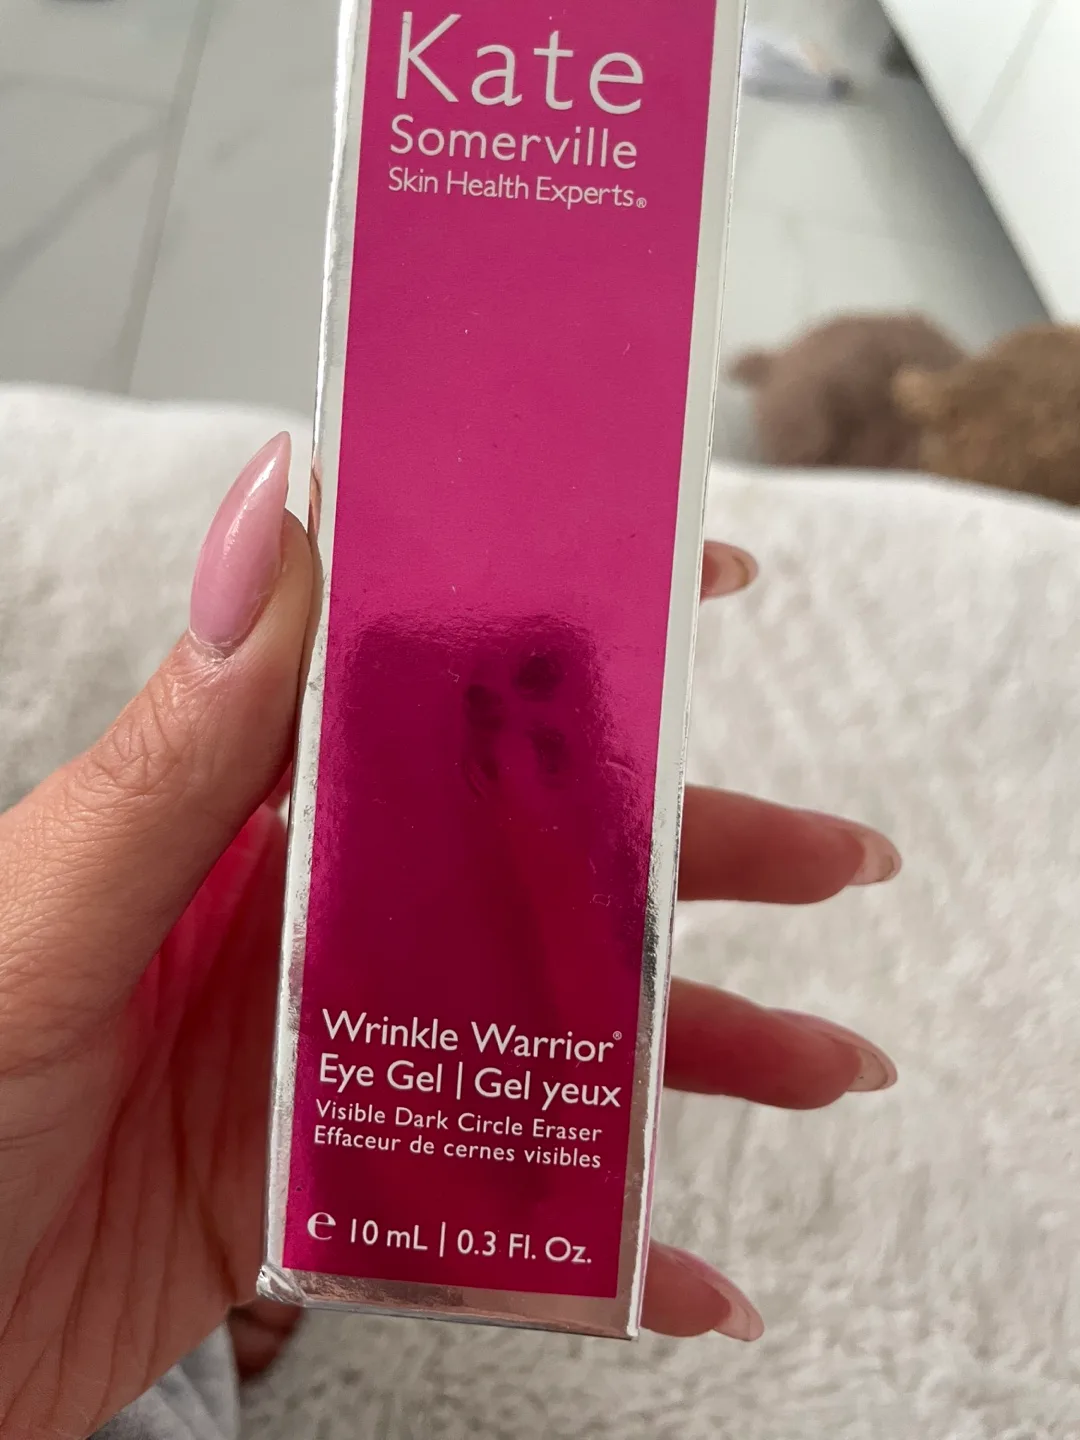 Kate
Somerville
Skin Health Experts®
Wrinkle Warrior®
Eye Gel | Gel yeux
Visible Dark Circle Eraser
Effaceur de cernes visibles
℮ 10 mL | 0.3 Fl. Oz.